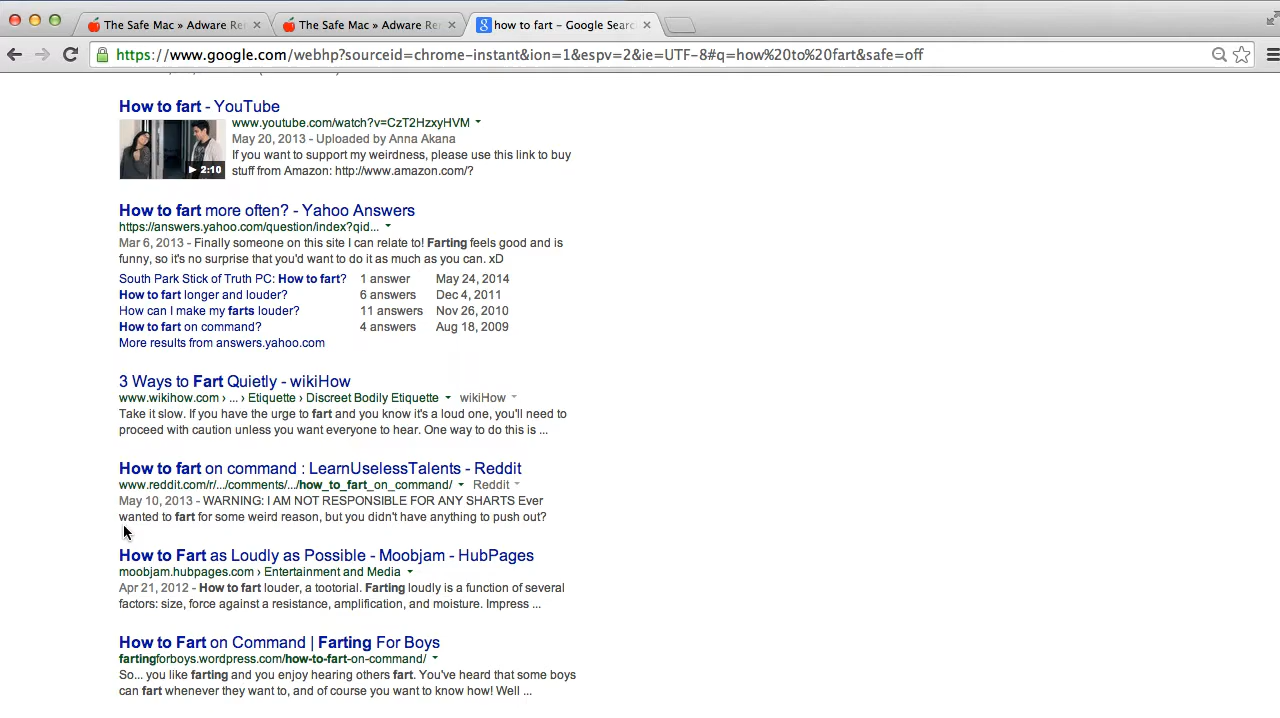 The Safe Mac » Adware Re
The Safe Mac » Adware Re
how to fart - Google Searc
https://www.google.com/webhp?sourceid=chrome-instant&ion=1&espv=2&ie=UTF-8#q=how%20to%20fart&safe=off
How to fart - YouTube
www.youtube.com/watch?v=CzT2HzxyHVM
May 20, 2013 - Uploaded by Anna Akana
If you want to support my weirdness, please use this link to buy
stuff from Amazon: http://www.amazon.com/?
2:10
How to fart more often? - Yahoo Answers
https://answers.yahoo.com/question/index?qid...
Mar 6, 2013 - Finally someone on this site I can relate to! Farting feels good and is
funny, so it's no surprise that you'd want to do it as much as you can. xD
South Park Stick of Truth PC: How to fart? 1 answer May 24, 2014
How to fart longer and louder? 6 answers Dec 4, 2011
How can I make my farts louder? 11 answers Nov 26, 2010
How to fart on command? 4 answers Aug 18, 2009
More results from answers.yahoo.com
3 Ways to Fart Quietly - wikiHow
www.wikihow.com › ... › Etiquette › Discreet Bodily Etiquette wikiHow
Take it slow. If you have the urge to fart and you know it's a loud one, you'll need to
proceed with caution unless you want everyone to hear. One way to do this is ...
How to fart on command : LearnUselessTalents - Reddit
www.reddit.com/r/.../comments/.../how_to_fart_on_command/ Reddit
May 10, 2013 - WARNING: I AM NOT RESPONSIBLE FOR ANY SHARTS Ever
wanted to fart for some weird reason, but you didn't have anything to push out?
How to Fart as Loudly as Possible - Moobjam - HubPages
moobjam.hubpages.com › Entertainment and Media
Apr 21, 2012 - How to fart louder, a tootorial. Farting loudly is a function of several
factors: size, force against a resistance, amplification, and moisture. Impress ...
How to Fart on Command | Farting For Boys
fartingforboys.wordpress.com/how-to-fart-on-command/
So... you like farting and you enjoy hearing others fart. You've heard that some boys
can fart whenever they want to, and of course you want to know how! Well ...